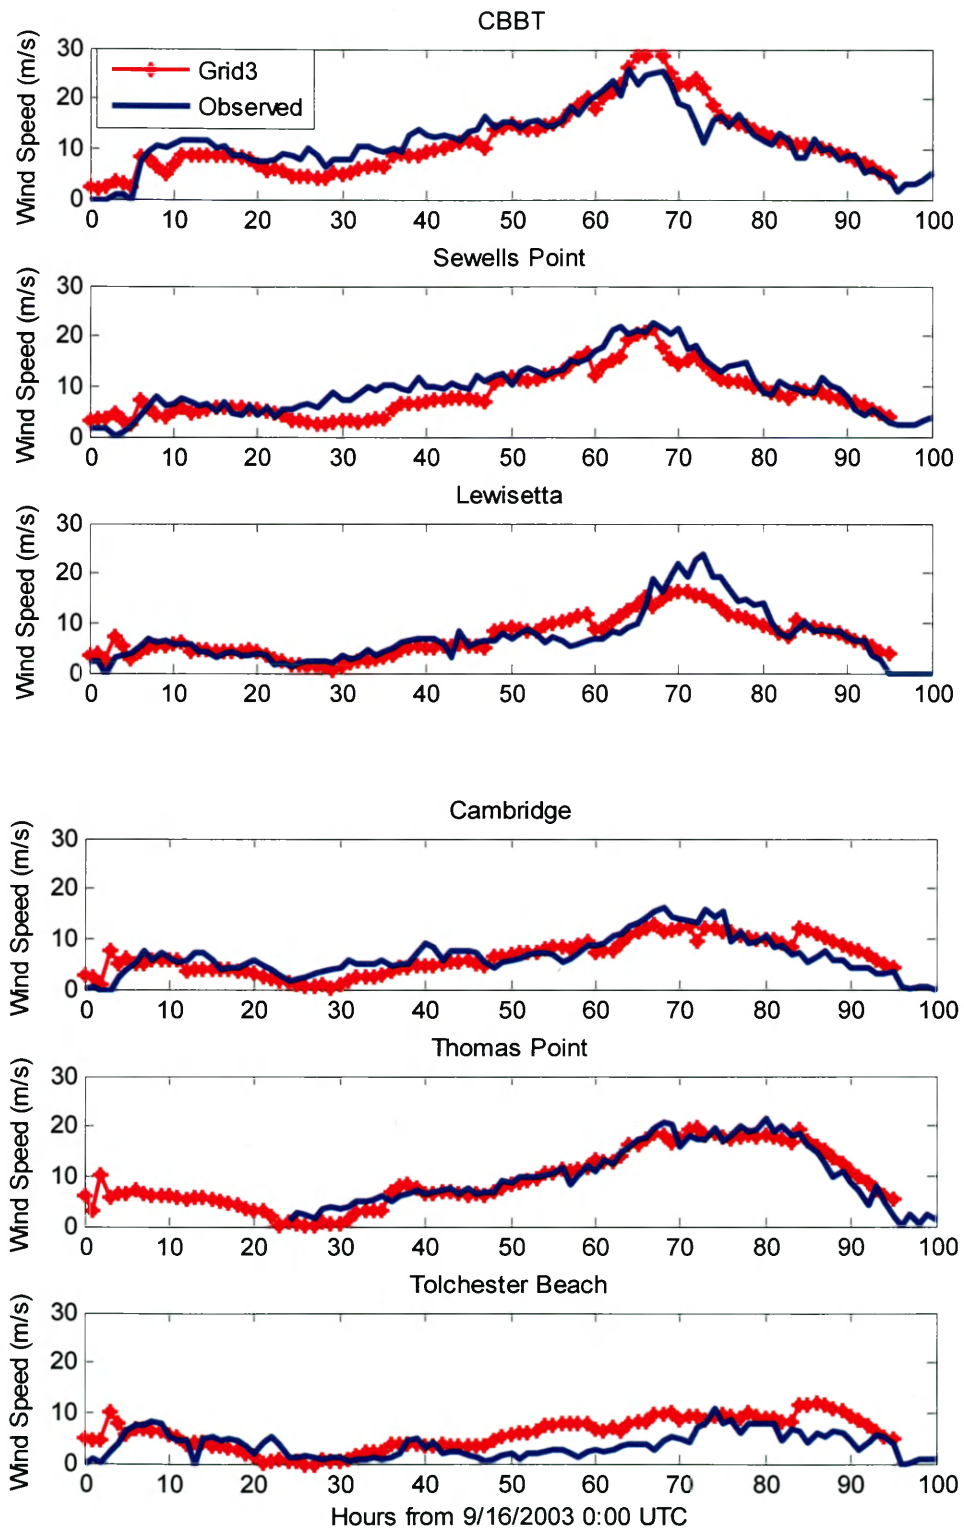 CBBT
Wind Speed (m/s)
30
20
10
0
Grid3
Observed
0 10 20 30 40 50 60 70 80 90 100
Sewells Point
Wind Speed (m/s)
30
20
10
0
0 10 20 30 40 50 60 70 80 90 100
Lewisetta
Wind Speed (m/s)
30
20
10
0
0 10 20 30 40 50 60 70 80 90 100
Cambridge
Wind Speed (m/s)
30
20
10
0
0 10 20 30 40 50 60 70 80 90 100
Thomas Point
Wind Speed (m/s)
30
20
10
0
0 10 20 30 40 50 60 70 80 90 100
Tolchester Beach
Wind Speed (m/s)
30
20
10
0
0 10 20 30 40 50 60 70 80 90 100
Hours from 9/16/2003 0:00 UTC